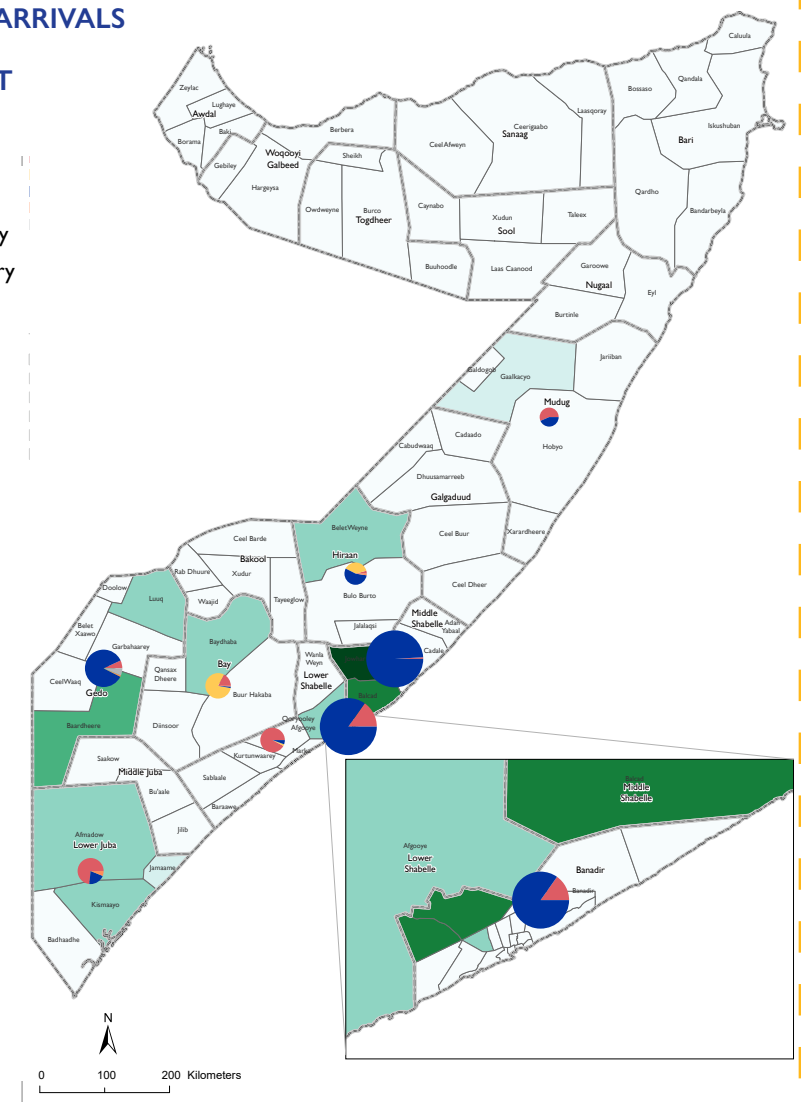 ARRIVALS
T
y
ry
Caluula
Zeylac
Qandala
Bossaso
Lughaye
Laasqoray
Awdal
Iskushuban
Ceerigaabo
Sanaag
Baki
Berbera
Borama
Bari
CeelAfweyn
Woqooyi
Galbeed
Sheikh
Gebiley
Hargeysa
Qardho
Caynabo
Owdweyne
Burco
Togdheer
Xudun
Taleex
Bandarbeyla
Sool
Buuhoodle
Laas Caanood
Garoowe
Nugaal
Eyl
Burtinle
Jariiban
Galdogob
Gaalkacyo
Mudug
Cadaado
Cabudwaaq
Hobyo
Dhuusamarreeb
Galgaduud
BeletWeyne
Ceel Buur
Xarardheere
Ceel Barde
Hiraan
Bakool
Rab Dhuure
Xudur
Ceel Dheer
Doolow
Luuq
Waajid
Tayeeglow
Bulo Burto
Middle
Shabelle
Adan
Yabaal
Belet
Xaawo
Jalalaqsi
Baydhaba
Garbahaarey
Cadale
Wanla
Weyn
Bay
Qansax
Dheere
CeelWaaq
Lower
Shabelle
Gedo
Buur Hakaba
Balcad
Baardheere
Diinsoor
Qoryooley
Afgooye
Marka
Kurtunwaarey
Saakow
Middle Juba
Sablaale
Bu'aale
Baraawe
Jilib
Afmadow
Lower Juba
Jamaame
Kismaayo
Badhaadhe
Balcad
Middle
Shabelle
Afgooye
Lower
Shabelle
Banadir
Banadir
N
0 100 200 Kilometers